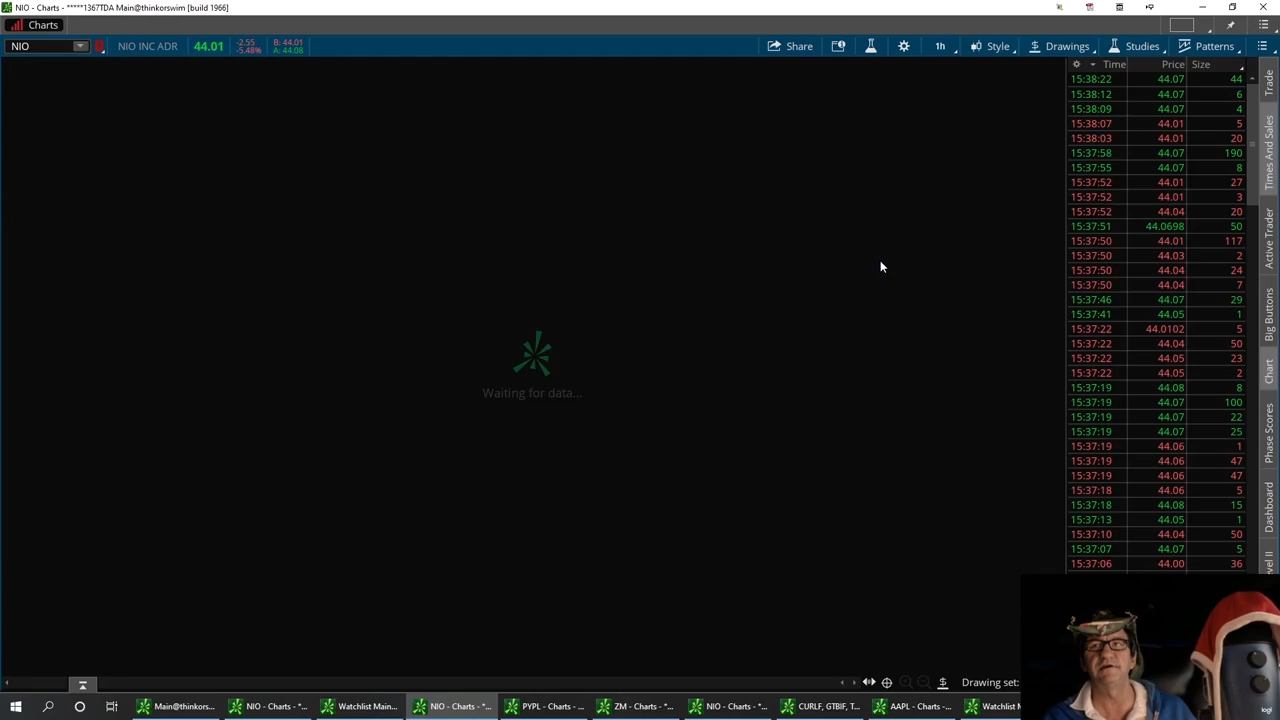 NIO - Charts - *****1367TDA Main@thinkorswim [build 1966]
Charts
NIO NIO INC ADR 44.01 -2.55 -5.48% B: 44.01 A: 44.08 Share 1h Style Drawings Studies Patterns
Time Price Size
15:38:22 44.07 44
15:38:12 44.07 6
15:38:09 44.07 4
15:38:07 44.01 5
15:38:03 44.01 20
15:37:58 44.07 190
15:37:55 44.07 8
15:37:52 44.01 27
15:37:52 44.01 3
15:37:52 44.04 20
15:37:51 44.0698 50
15:37:50 44.01 117
15:37:50 44.03 2
15:37:50 44.04 24
15:37:50 44.04 7
15:37:46 44.07 29
15:37:41 44.05 1
15:37:22 44.0102 5
15:37:22 44.04 50
15:37:22 44.05 23
15:37:22 44.05 2
15:37:19 44.08 8
15:37:19 44.07 100
15:37:19 44.07 22
15:37:19 44.07 25
15:37:19 44.06 1
15:37:19 44.06 47
15:37:19 44.06 47
15:37:18 44.06 5
15:37:18 44.08 15
15:37:13 44.05 1
15:37:10 44.04 50
15:37:07 44.07 5
15:37:06 44.00 36
Waiting for data...
Trade
Times And Sales
Active Trader
Big Buttons
Chart
Phase Scores
Dashboard
evel II
Drawing set:
logi
Main@thinkors... NIO - Charts - *... Watchlist Main... NIO - Charts - *... PYPL - Charts - ... ZM - Charts - *... NIO - Charts - *... CURLF, GTBIF, T... AAPL - Charts -... Watchlist M